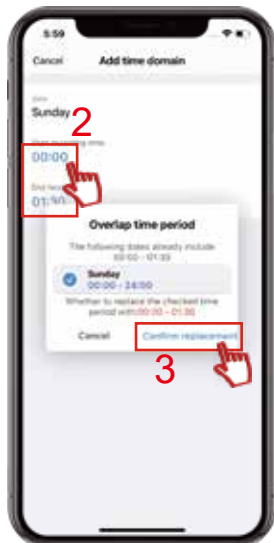 5:59
Cancel Add time domain
Sunday
2
00:00
01:30
Overlap time period
The following dates already include
00:00 - 01:30
Sunday
00:00 - 24:00
Whether to replace the checked time
period with 00:00 - 01:30
Cancel Confirm replacement
3